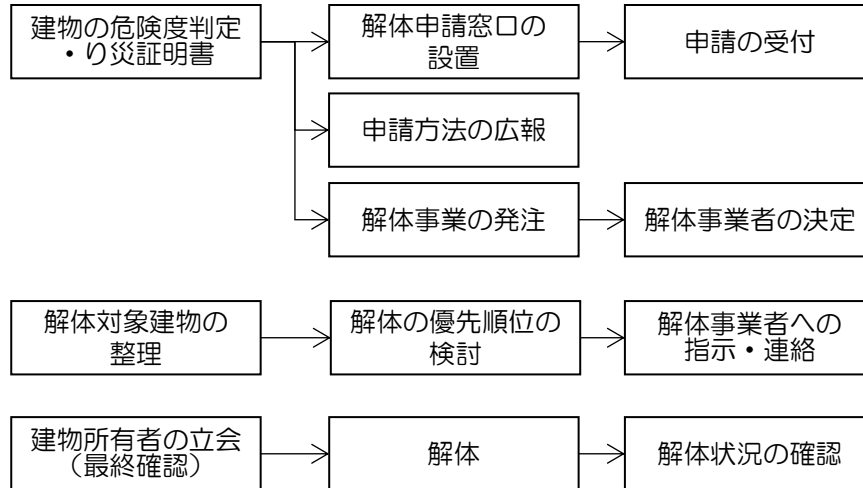 建物の危険度判定
・り災証明書
解体申請窓口の
設置
申請の受付
申請方法の広報
解体事業の発注
解体事業者の決定
解体対象建物の
整理
解体の優先順位の
検討
解体事業者への
指示・連絡
建物所有者の立会
（最終確認）
解体
解体状況の確認